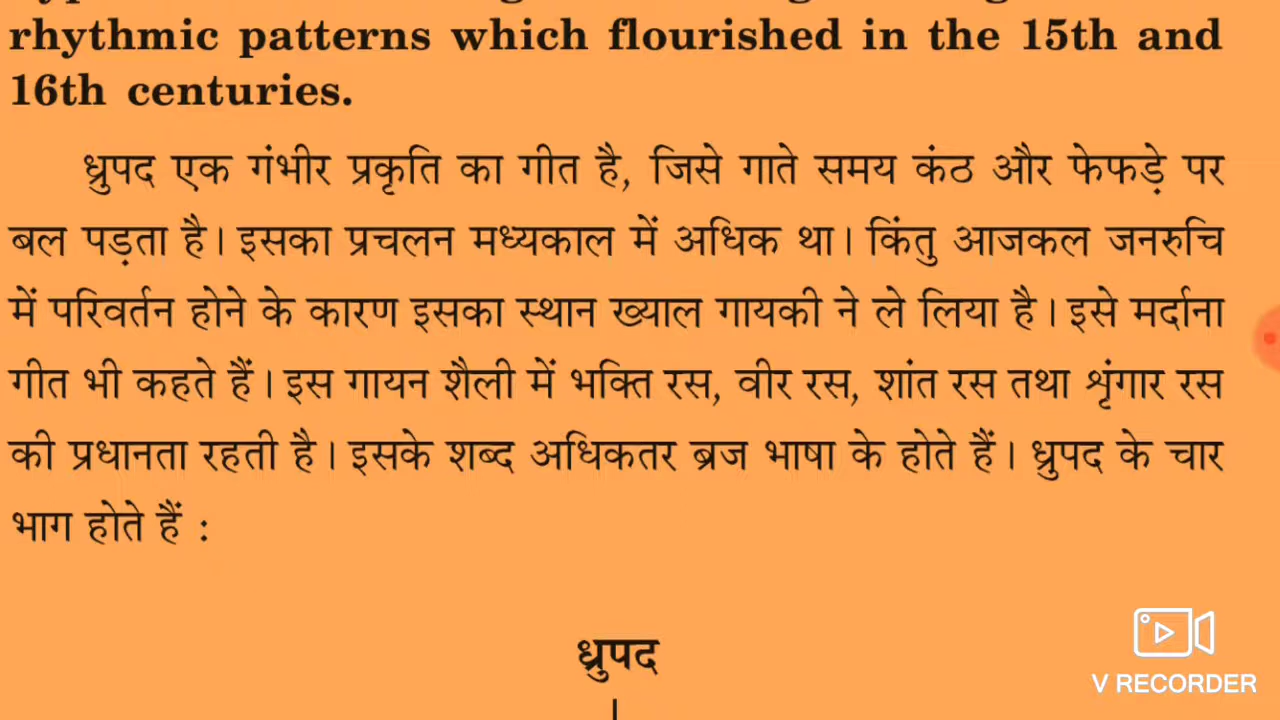 rhythmic patterns which flourished in the 15th and
16th centuries.
ध्रुपद एक गंभीर प्रकृति का गीत है, जिसे गाते समय कंठ और फेफड़े पर
बल पड़ता है। इसका प्रचलन मध्यकाल में अधिक था। किंतु आजकल जनरुचि
में परिवर्तन होने के कारण इसका स्थान ख्याल गायकी ने ले लिया है। इसे मर्दाना
गीत भी कहते हैं। इस गायन शैली में भक्ति रस, वीर रस, शांत रस तथा श्रृंगार रस
की प्रधानता रहती है। इसके शब्द अधिकतर ब्रज भाषा के होते हैं। ध्रुपद के चार
भाग होते हैं :
ध्रुपद
V RECORDER